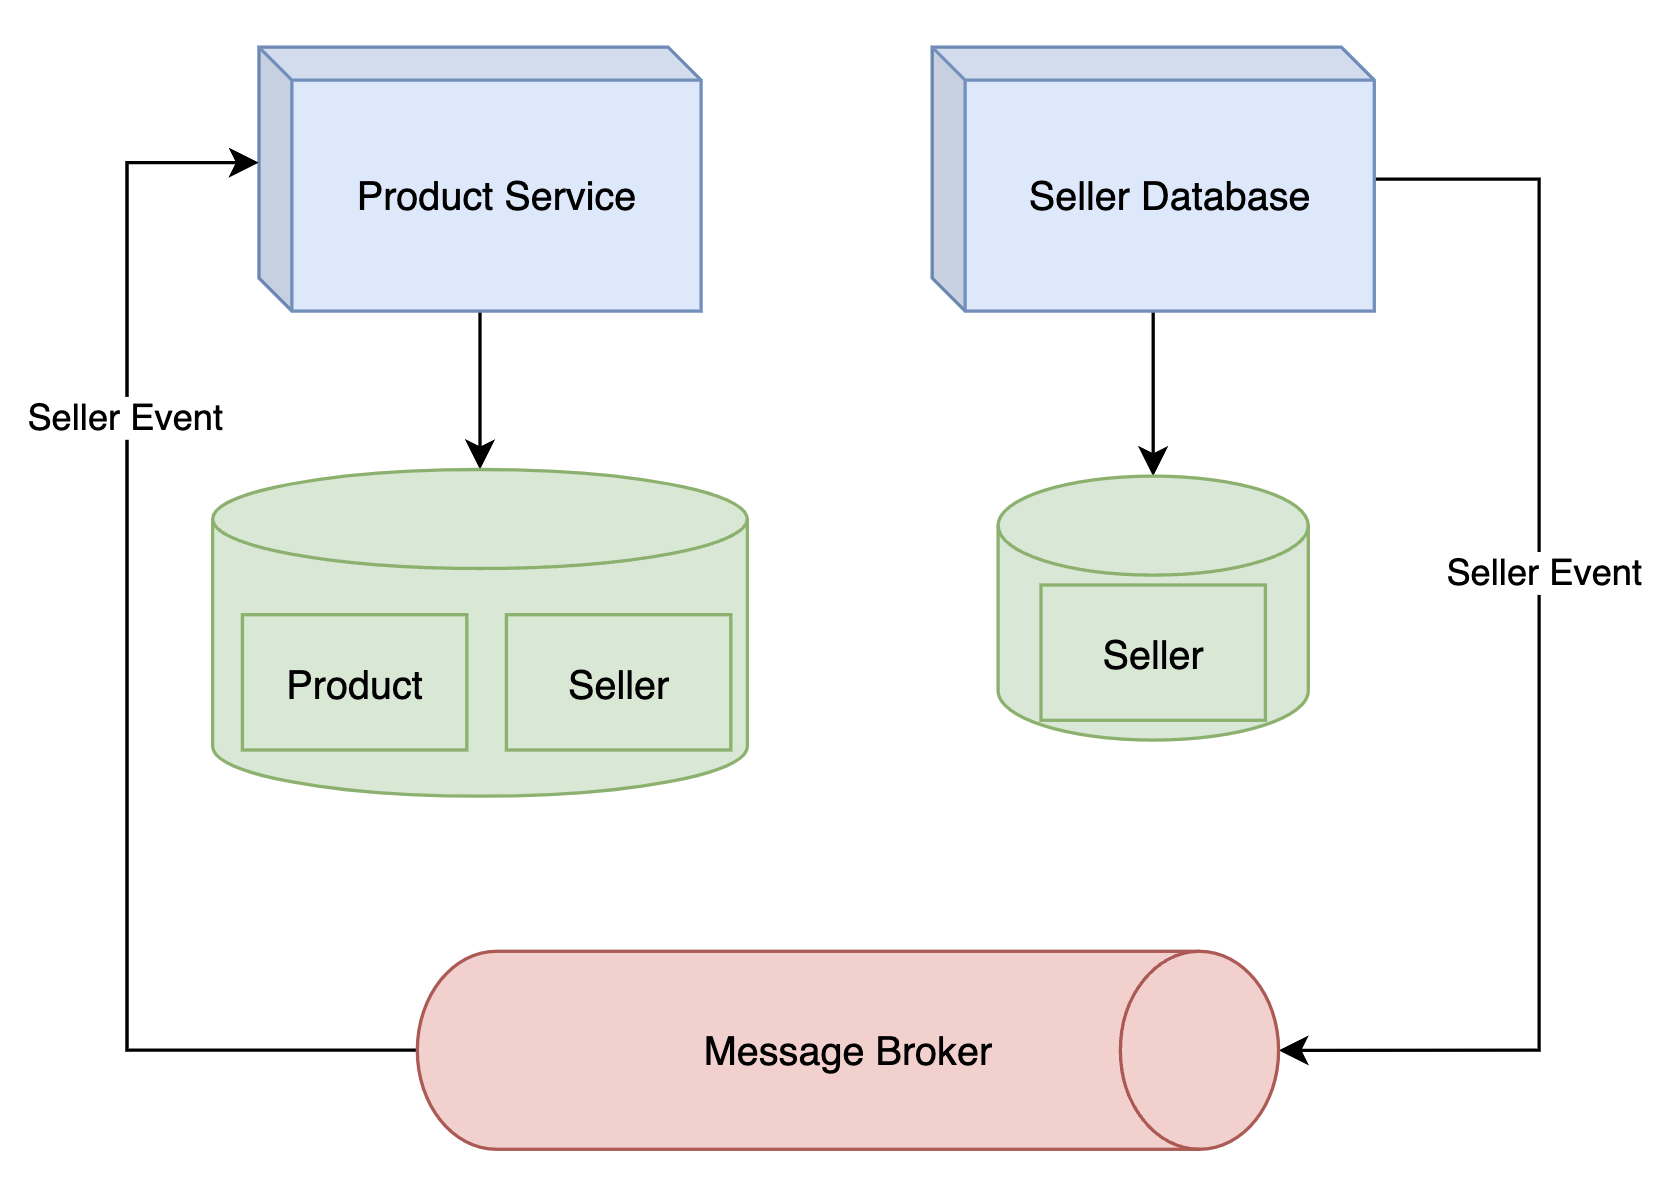 Product Service
Seller Database
Seller Event
Seller Event
Product
Seller
Seller
Message Broker